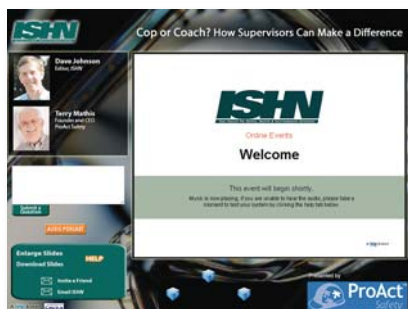 ISHN
Cop or Coach? How Supervisors Can Make a Difference
Dave Johnson
Editor, ISHN
Terry Mathis
Founder and CEO
ProAct Safety
ISHN
Online Events
Welcome
This event will begin shortly.
Music is now playing. If you are unable to hear the audio, please take a
moment to test your system by clicking the help tab below.
Submit a
Question
Enlarge Slides
HELP
Download Slides
Invite a Friend
Email ISHN
Presented by
ProAct
Safety